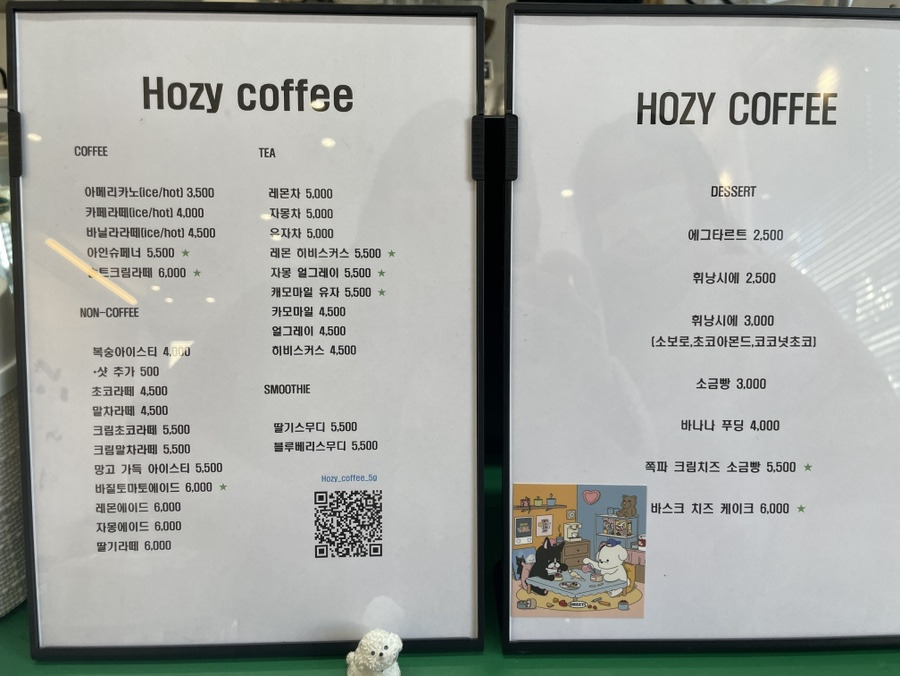 Hozy coffee
COFFEE
아메리카노(ice/hot) 3,500
카페라떼(ice/hot) 4,000
바닐라라떼(ice/hot) 4,500
아인슈페너 5,500 ★
크림라떼 6,000 ★
NON-COFFEE
복숭아아이스티 4,000
·샷 추가 500
초코라떼 4,500
말차라떼 4,500
크림초코라떼 5,500
크림말차라떼 5,500
망고 가득 아이스티 5,500
바질토마토에이드 6,000 ★
레몬에이드 6,000
자몽에이드 6,000
딸기라떼 6,000
TEA
레몬차 5,000
자몽차 5,000
유자차 5,000
레몬 히비스커스 5,500 ★
자몽 얼그레이 5,500 ★
캐모마일 유자 5,500 ★
카모마일 4,500
얼그레이 4,500
히비스커스 4,500
SMOOTHIE
딸기스무디 5,500
블루베리스무디 5,500
Hozy_coffee_5g
HOZY COFFEE
DESSERT
에그타르트 2,500
휘낭시에 2,500
휘낭시에 3,000
(소보로,초코아몬드,코코넛초코)
소금빵 3,000
바나나 푸딩 4,000
쪽파 크림치즈 소금빵 5,500 ★
바스크 치즈 케이크 6,000 ★